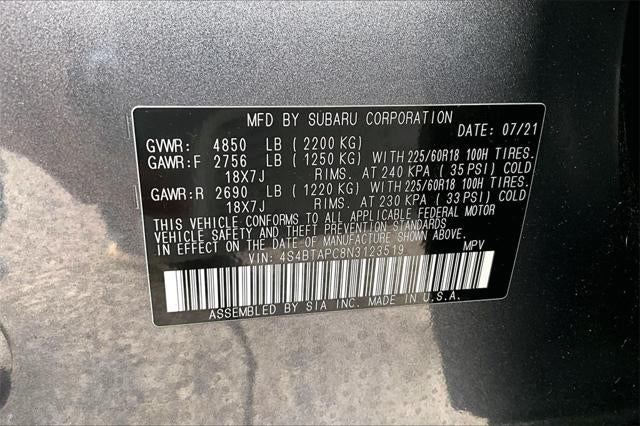 MFD BY SUBARU CORPORATION
DATE: 07/21
GVWR: 4850 LB (2200 KG)
GAWR:F 2756 LB (1250 KG) WITH 225/60R18 100H TIRES.
18X7J RIMS. AT 240 KPA (35 PSI) COLD
GAWR:R 2690 LB (1220 KG) WITH 225/60R18 100H TIRES.
18X7J RIMS. AT 230 KPA (33 PSI) COLD
THIS VEHICLE CONFORMS TO ALL APPLICABLE FEDERAL MOTOR
VEHICLE SAFETY AND THEFT PREVENTION STANDARDS
IN EFFECT ON THE DATE OF MANUFACTURE SHOWN ABOVE.
VIN: 4S4BTAPC8N3123519 MPV
ASSEMBLED BY SIA INC. MADE IN U.S.A.